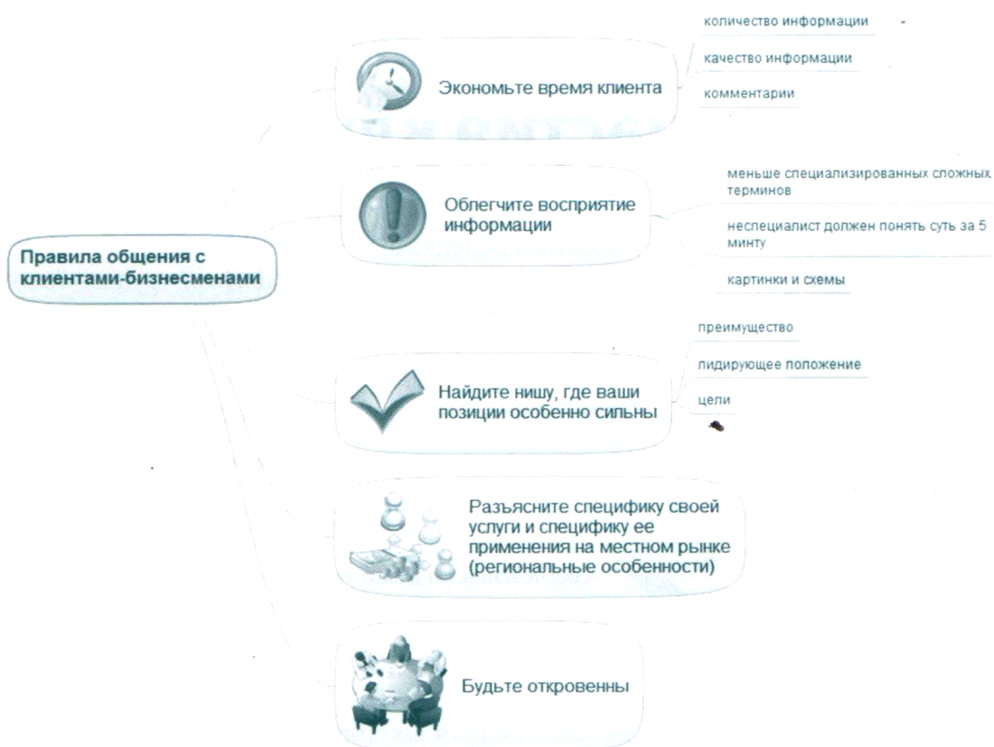 Правила общения с
клиентами-бизнесменами
Экономьте время клиента
количество информации
качество информации
комментарии
Облегчите восприятие
информации
меньше специализированных сложных
терминов
неспециалист должен понять суть за 5
минту
картинки и схемы
Найдите нишу, где ваши
позиции особенно сильны
преимущество
лидирующее положение
цели
Разъясните специфику своей
услуги и специфику ее
применения на местном рынке
(региональные особенности)
Будьте откровенны